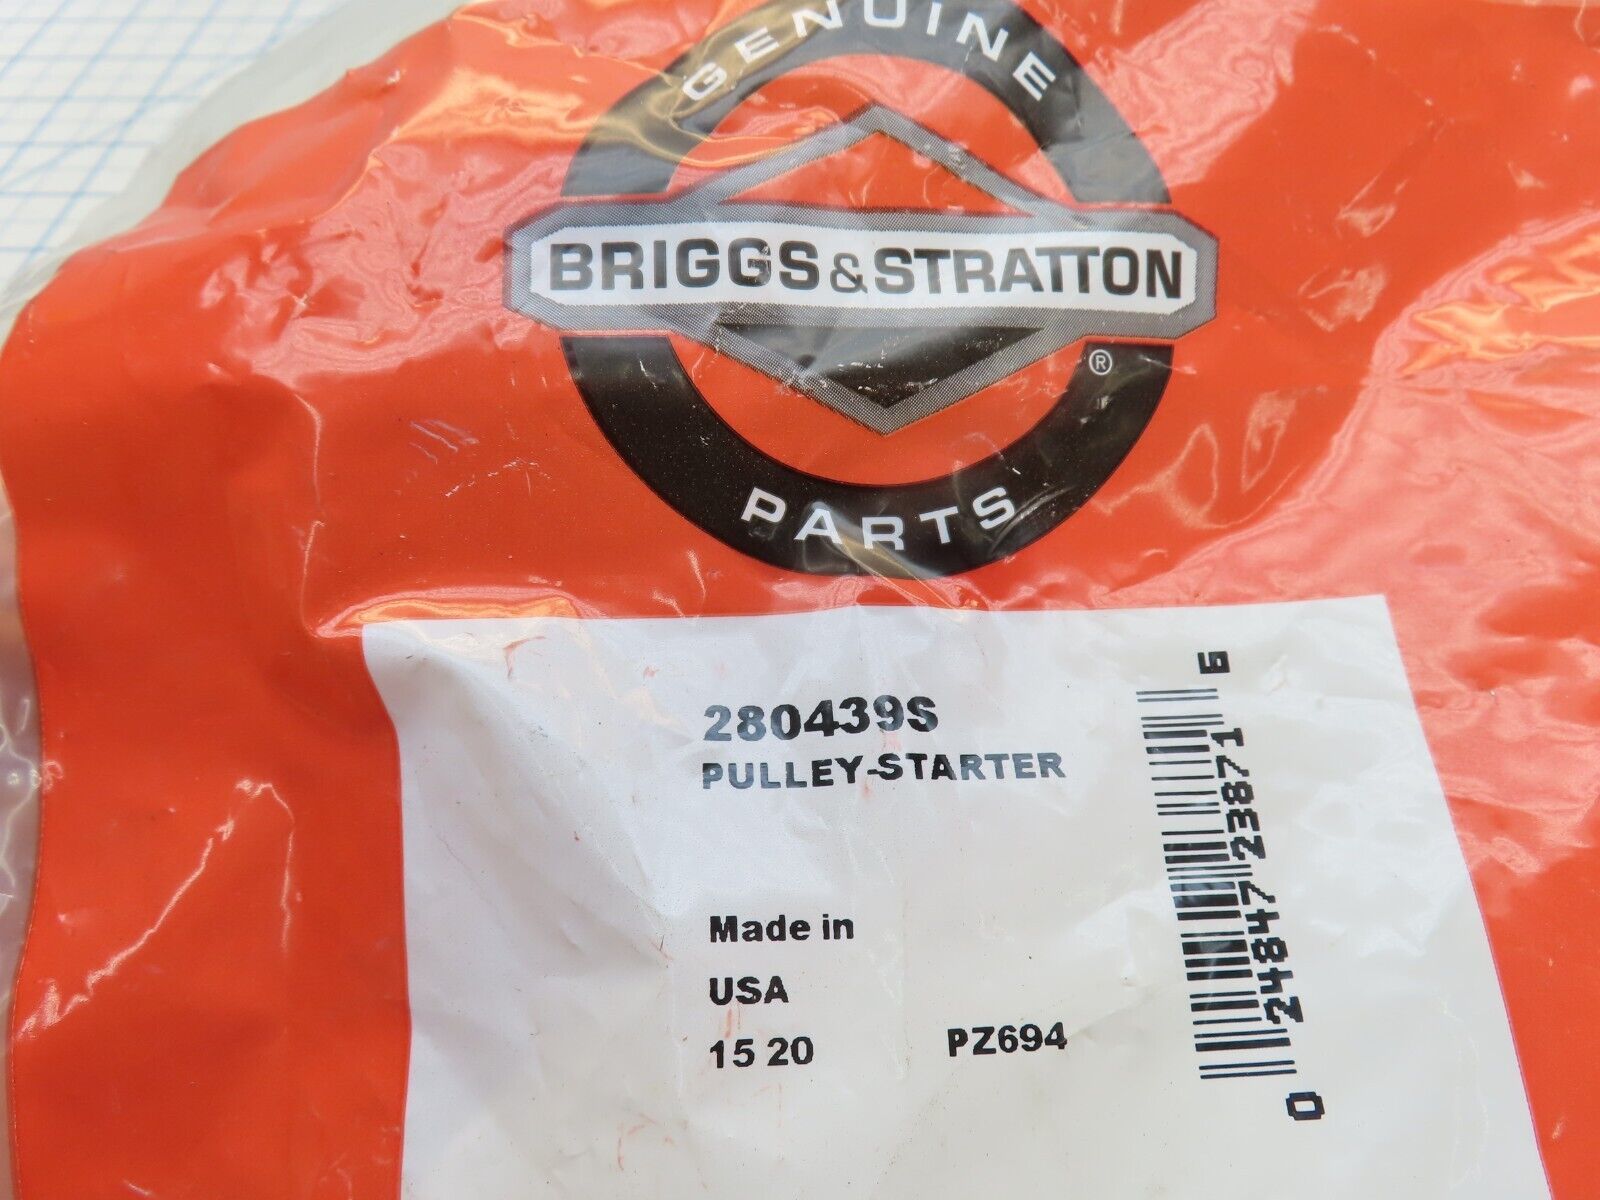 GENUINE
BRIGGS & STRATTON
®
PARTS
280439S
PULLEY-STARTER
Made in
USA
15 20 PZ694
0 24847 23871 6